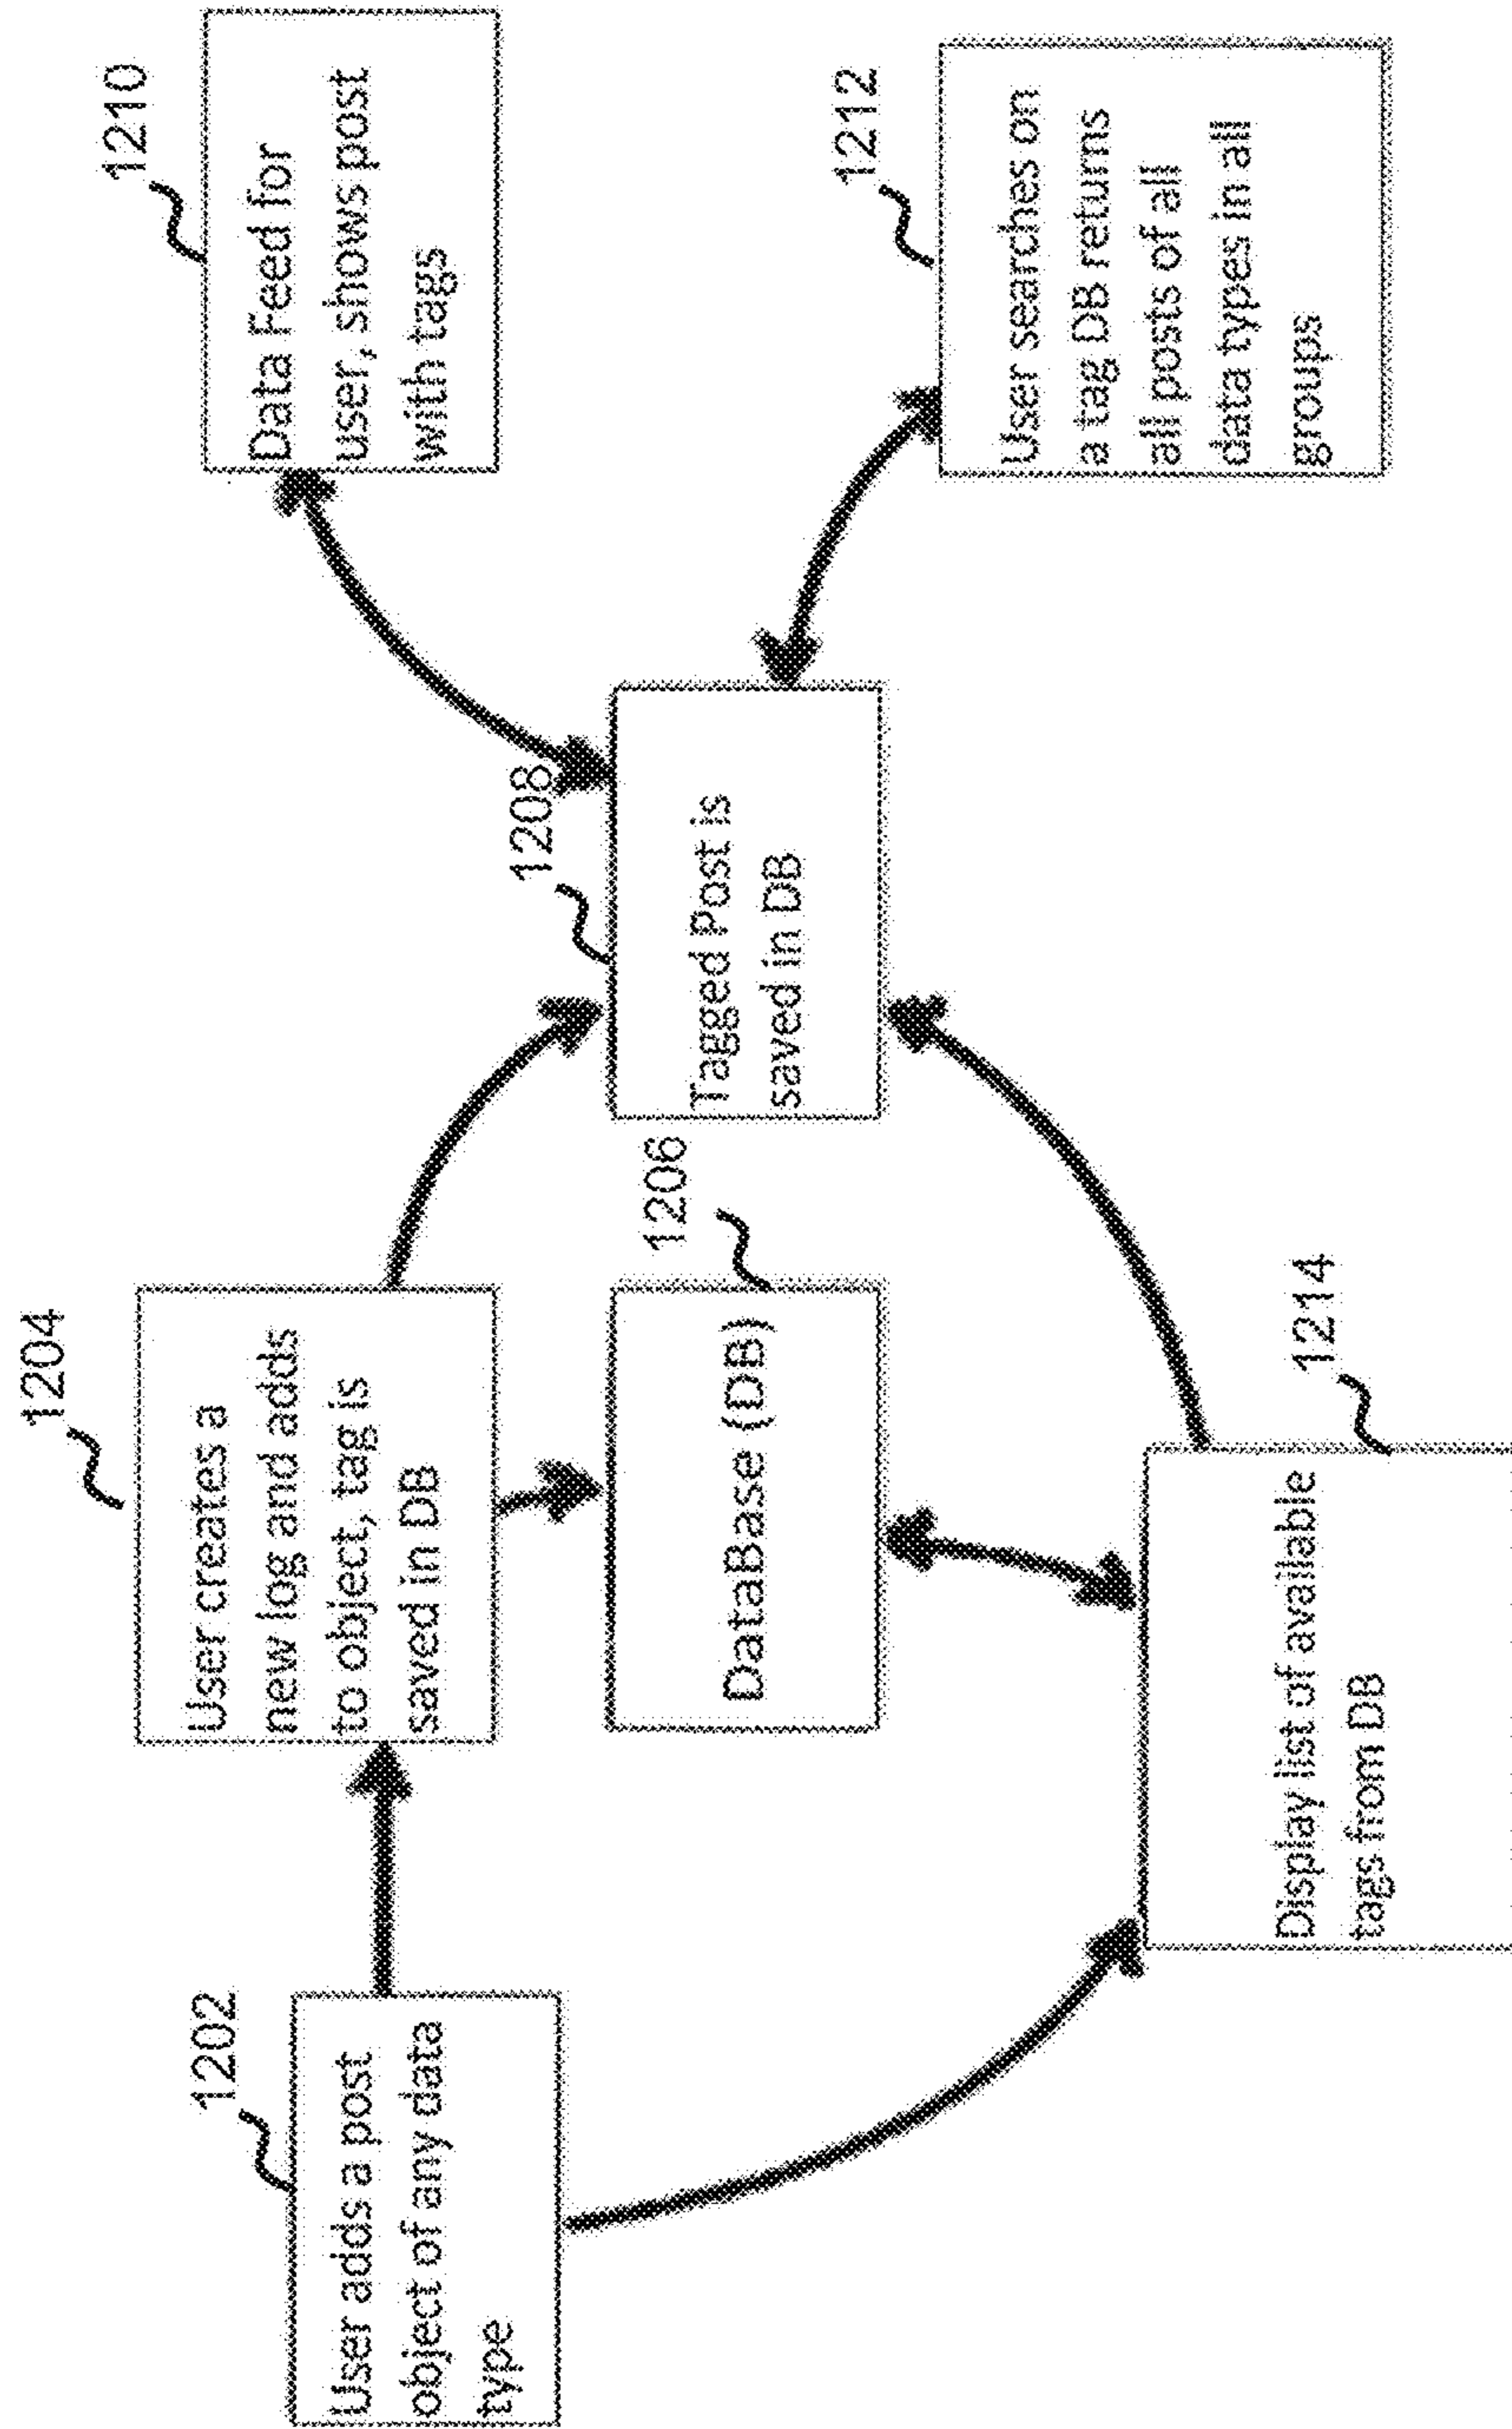 1202
User adds a post
object of any data
type
1204
User creates a
new log and adds
to object, tag is
saved in DB
1206
DataBase (DB)
1214
Display list of available
tags from DB
1208
Tagged Post is
saved in DB
1210
Data Feed for
user, shows post
with tags
1212
User searches on
a tag DB returns
all posts of all
data types in all
groups